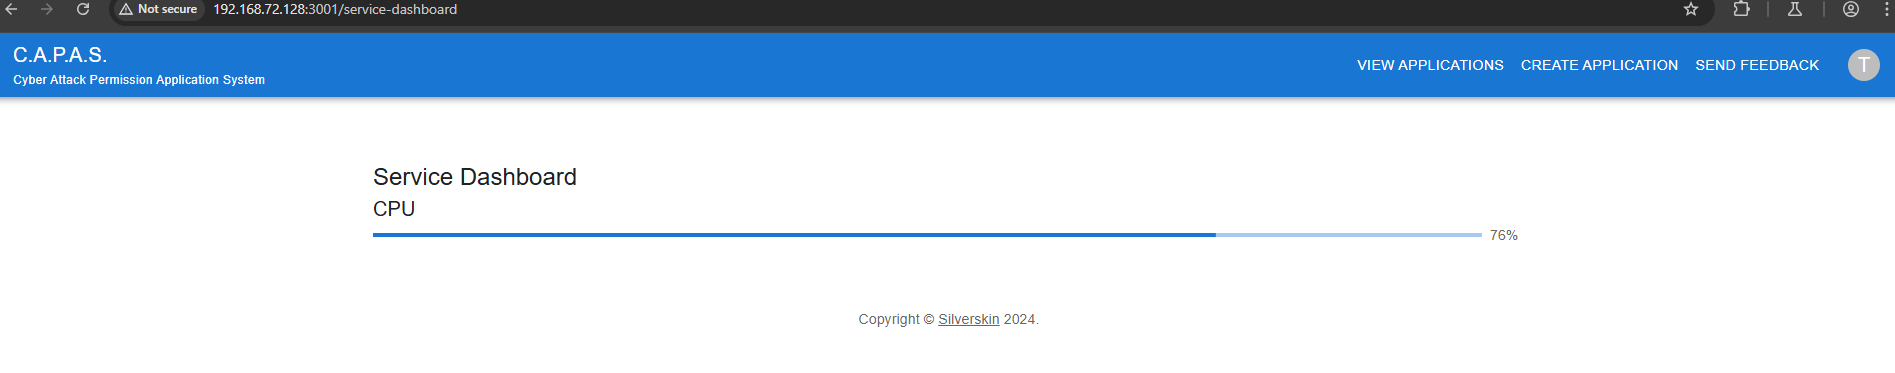 Not secure 192.168.72.128:3001/service-dashboard
C.A.P.A.S.
Cyber Attack Permission Application System
VIEW APPLICATIONS CREATE APPLICATION SEND FEEDBACK T
Service Dashboard
CPU
76%
Copyright © Silverskin 2024.